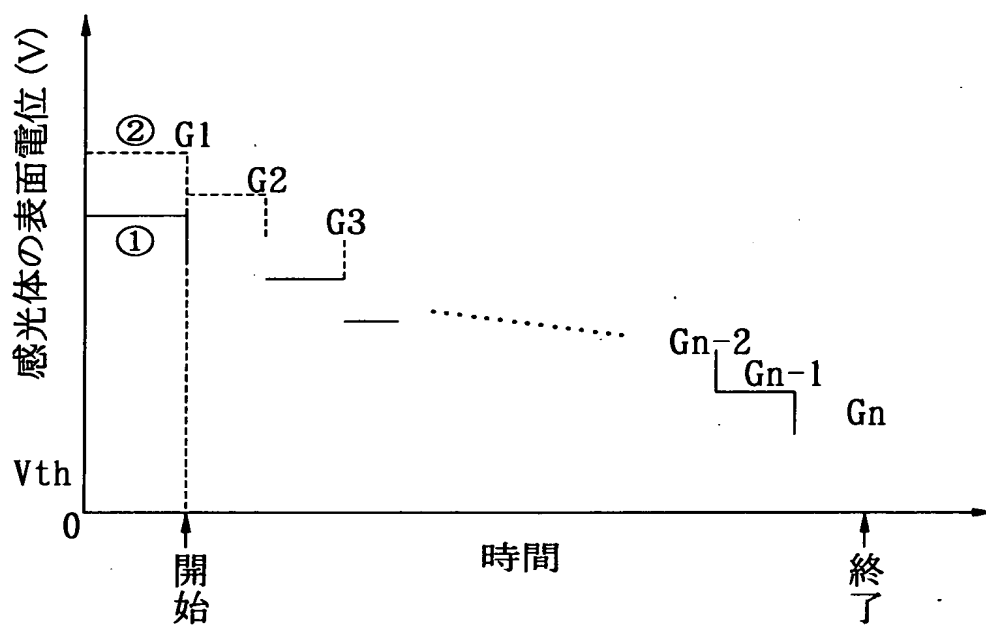 感光体の表面電位 (V)
② G1
G2
①
G3
Gn-2
Gn-1
Gn
Vth
0
開始
時間
終了